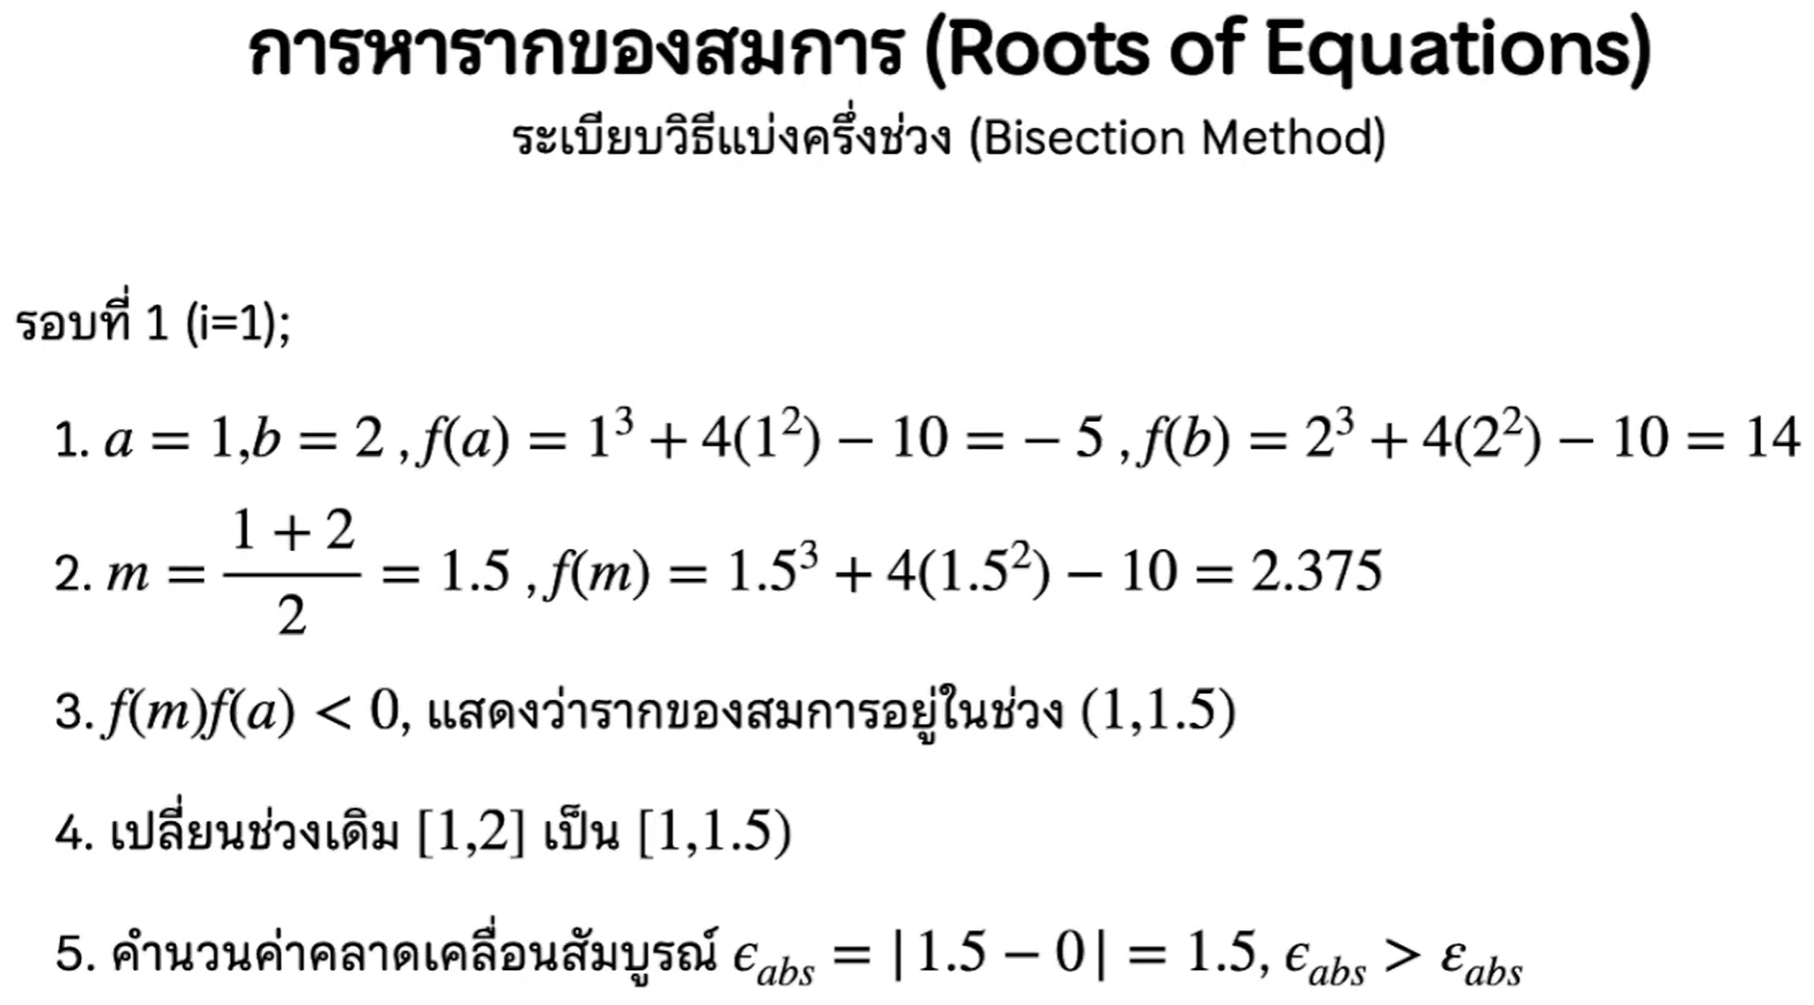 การหารากของสมการ (Roots of Equations)
ระเบียบวิธีแบ่งครึ่งช่วง (Bisection Method)
รอบที่ 1 (i=1);
1. a = 1,b = 2 ,f(a) = 1³ + 4(1²) − 10 = − 5 ,f(b) = 2³ + 4(2²) − 10 = 14
2. m = (1 + 2)/2 = 1.5 ,f(m) = 1.5³ + 4(1.5²) − 10 = 2.375
3. f(m)f(a) < 0, แสดงว่ารากของสมการอยู่ในช่วง (1,1.5)
4. เปลี่ยนช่วงเดิม [1,2] เป็น [1,1.5)
5. คำนวนค่าคลาดเคลื่อนสัมบูรณ์ ϵ_abs = |1.5 − 0| = 1.5, ϵ_abs > ε_abs